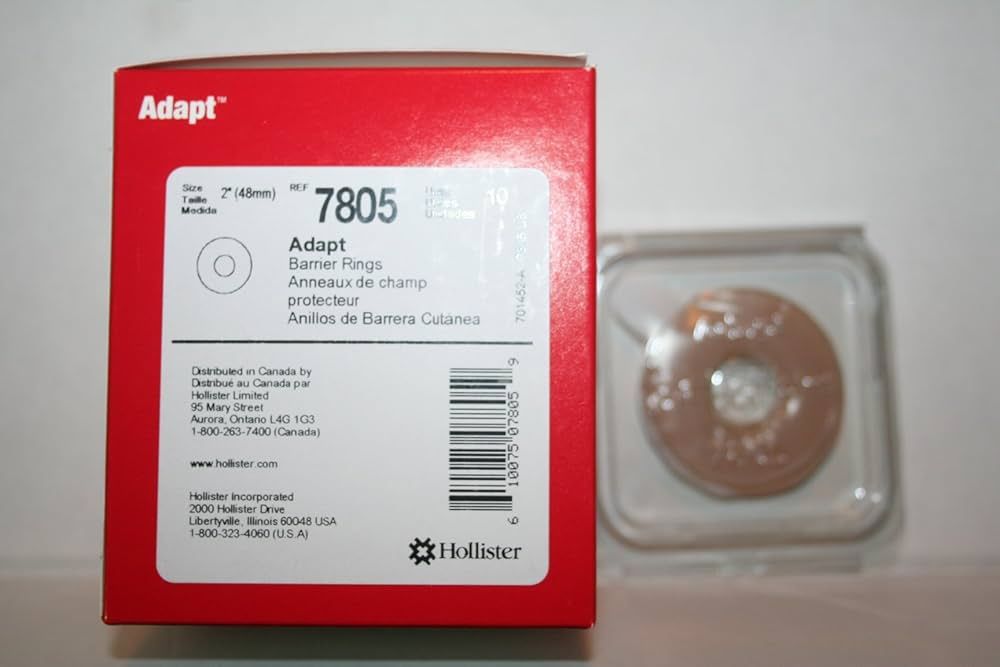 Adapt™
Size
Taille
Medida
2" (48mm)
REF
7805
10
Adapt
Barrier Rings
Anneaux de champ
protecteur
Anillos de Barrera Cutánea
701452-A
Distributed in Canada by
Distribué au Canada par
Hollister Limited
95 Mary Street
Aurora, Ontario L4G 1G3
1-800-263-7400 (Canada)
www.hollister.com
Hollister Incorporated
2000 Hollister Drive
Libertyville, Illinois 60048 USA
1-800-323-4060 (U.S.A)
6 10075 07805 9
Hollister